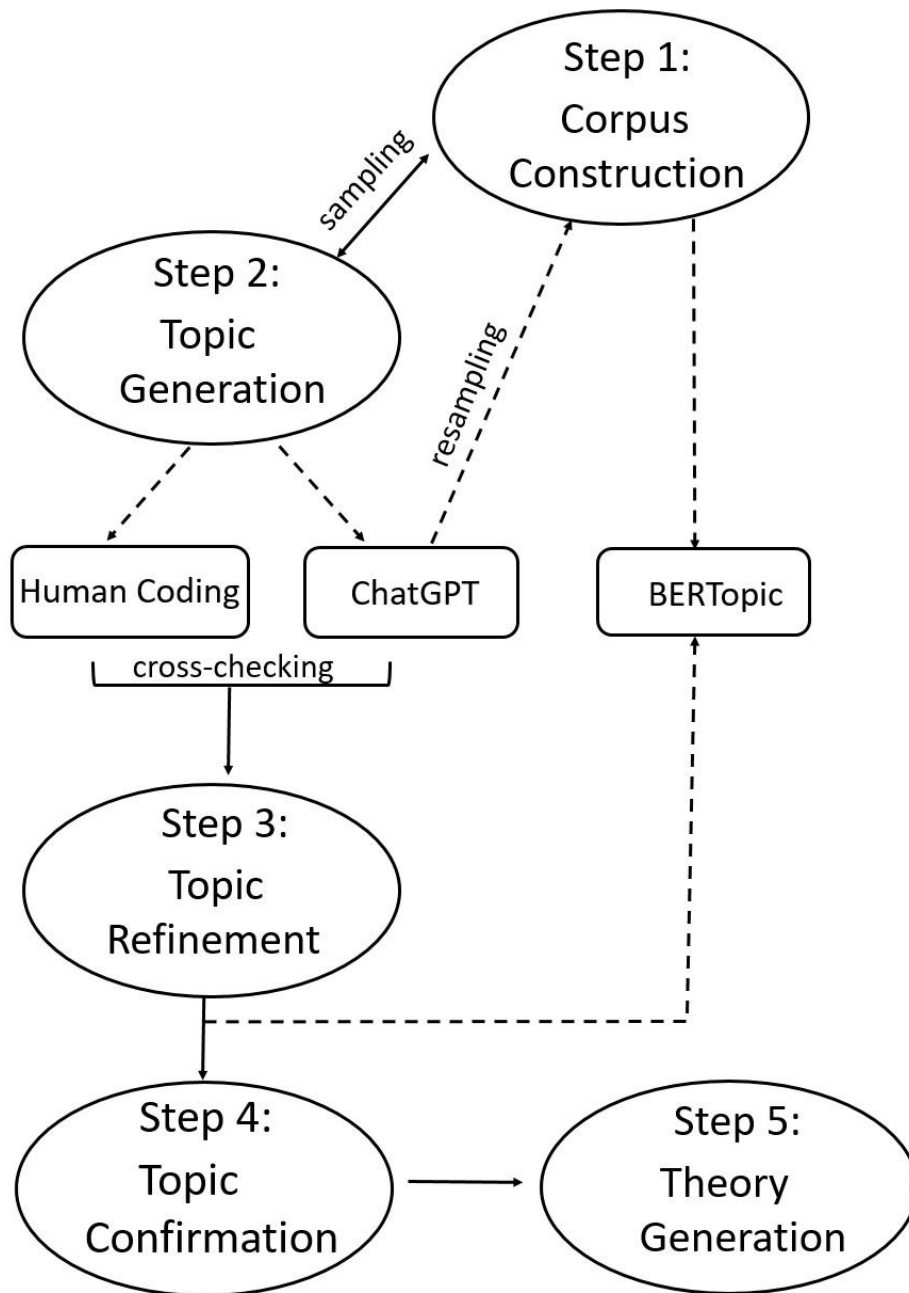 Step 1:
Corpus
Construction
sampling
Step 2:
Topic
Generation
resampling
Human Coding
ChatGPT
BERTopic
cross-checking
Step 3:
Topic
Refinement
Step 4:
Topic
Confirmation
Step 5:
Theory
Generation